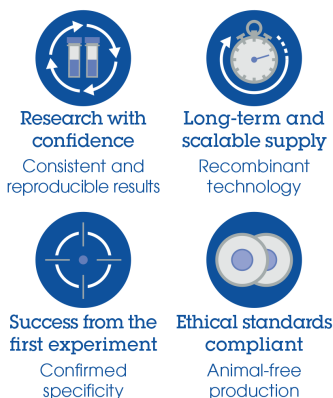 Research with
confidence
Consistent and
reproducible results
Long-term and
scalable supply
Recombinant
technology
Success from the
first experiment
Confirmed
specificity
Ethical standards
compliant
Animal-free
production